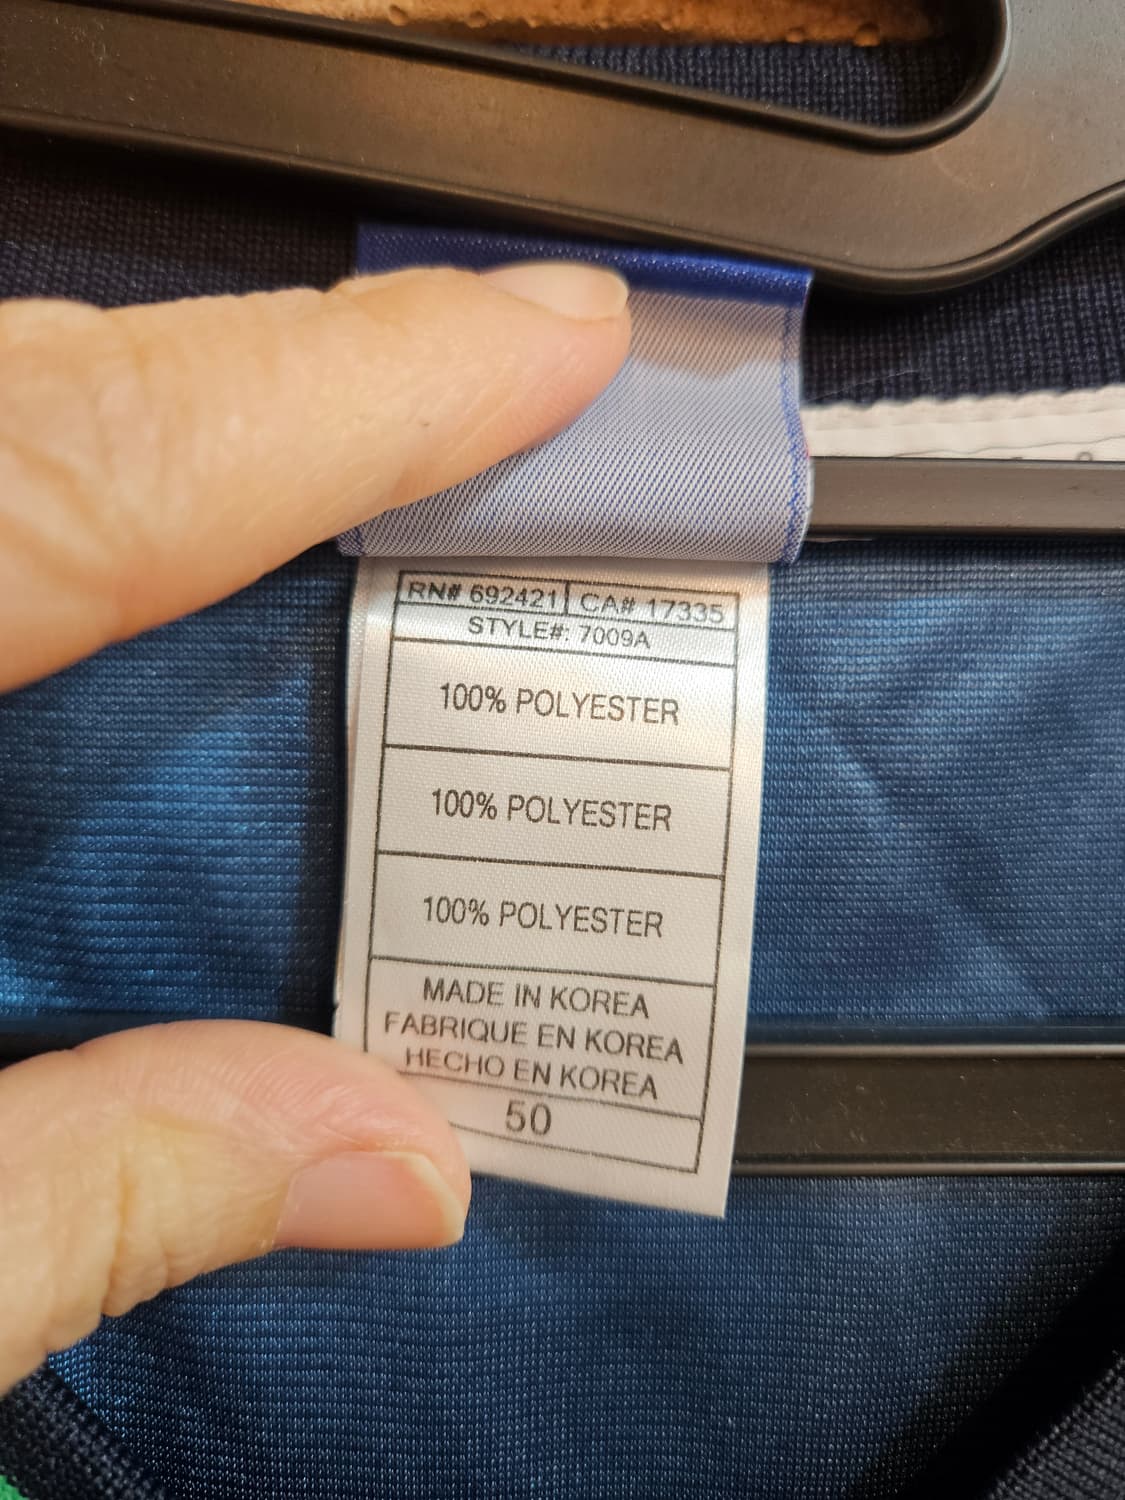 RN# 692421 CA# 17335
STYLE#: 7009A
100% POLYESTER
100% POLYESTER
100% POLYESTER
MADE IN KOREA
FABRIQUE EN KOREA
HECHO EN KOREA
50